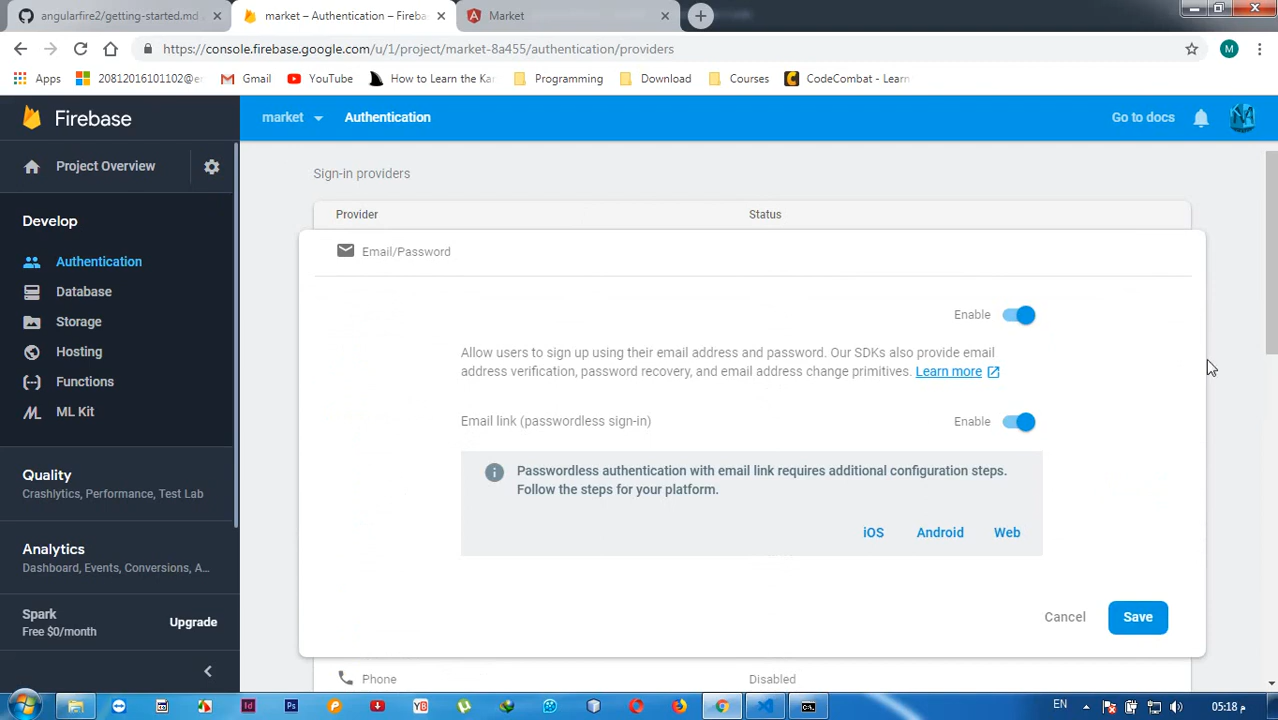 angularfire2/getting-started.md
market – Authentication – Fireba
Market
https://console.firebase.google.com/u/1/project/market-8a455/authentication/providers
M
Apps
20812016101102@e
Gmail
YouTube
How to Learn the Kar
Programming
Download
Courses
CodeCombat - Learn
Firebase
market
Authentication
Go to docs
Project Overview
Sign-in providers
Develop
Provider
Status
Email/Password
Authentication
Database
Enable
Storage
Hosting
Allow users to sign up using their email address and password. Our SDKs also provide email
address verification, password recovery, and email address change primitives. Learn more
Functions
ML Kit
Email link (passwordless sign-in)
Enable
Quality
Crashlytics, Performance, Test Lab
Passwordless authentication with email link requires additional configuration steps.
Follow the steps for your platform.
iOS
Android
Web
Analytics
Dashboard, Events, Conversions, A...
Spark
Free $0/month
Upgrade
Cancel
Save
Phone
Disabled
EN
05:18 م